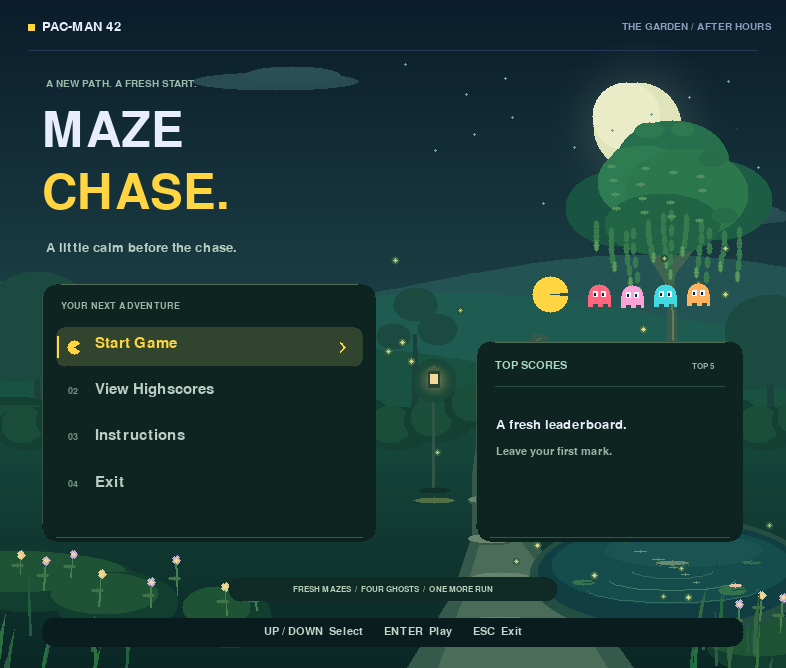 PAC-MAN 42
THE GARDEN / AFTER HOURS
A NEW PATH. A FRESH START.
MAZE
CHASE.
A little calm before the chase.
YOUR NEXT ADVENTURE
Start Game
02 View Highscores
03 Instructions
04 Exit
TOP SCORES TOP 5
A fresh leaderboard.
Leave your first mark.
FRESH MAZES / FOUR GHOSTS / ONE MORE RUN
UP / DOWN Select ENTER Play ESC Exit